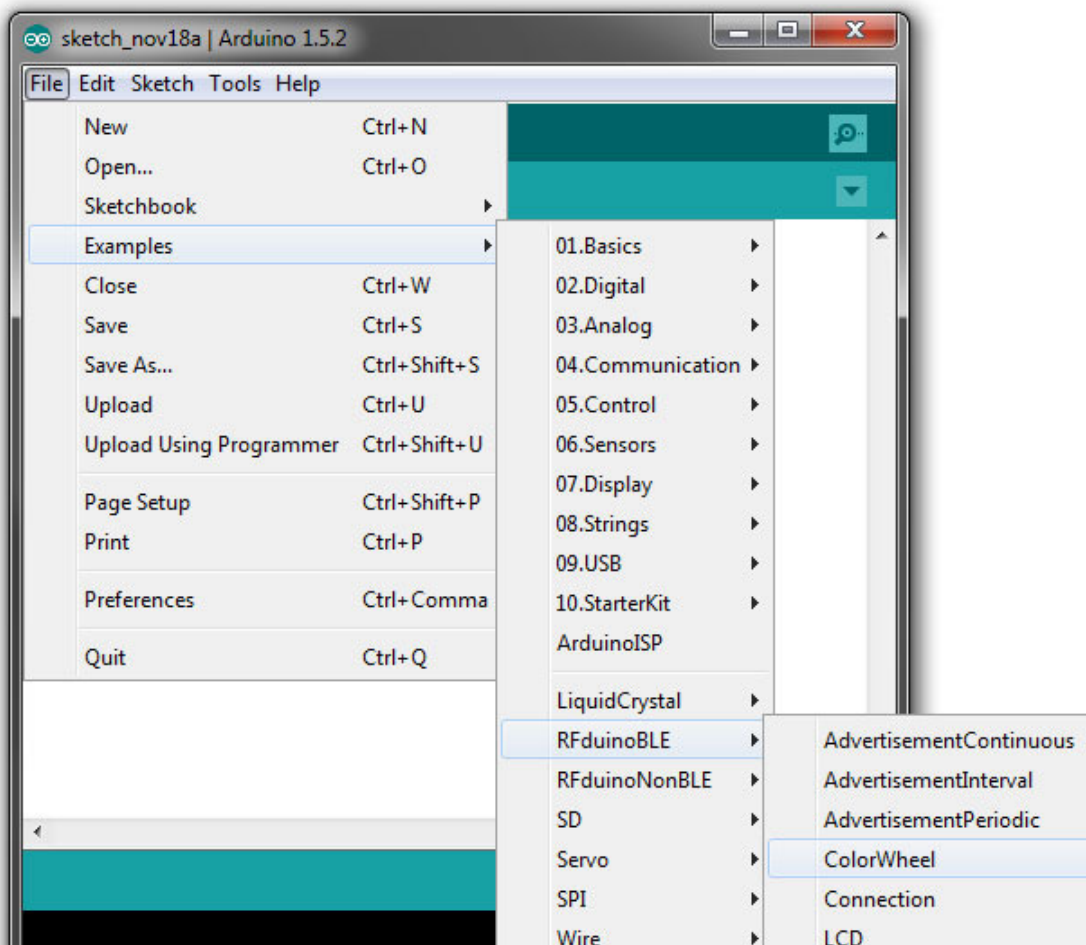 sketch_nov18a | Arduino 1.5.2
File Edit Sketch Tools Help
New Ctrl+N
Open... Ctrl+O
Sketchbook
Examples
Close Ctrl+W
Save Ctrl+S
Save As... Ctrl+Shift+S
Upload Ctrl+U
Upload Using Programmer Ctrl+Shift+U
Page Setup Ctrl+Shift+P
Print Ctrl+P
Preferences Ctrl+Comma
Quit Ctrl+Q
01.Basics
02.Digital
03.Analog
04.Communication
05.Control
06.Sensors
07.Display
08.Strings
09.USB
10.StarterKit
ArduinoISP
LiquidCrystal
RFduinoBLE
RFduinoNonBLE
SD
Servo
SPI
Wire
AdvertisementContinuous
AdvertisementInterval
AdvertisementPeriodic
ColorWheel
Connection
LCD